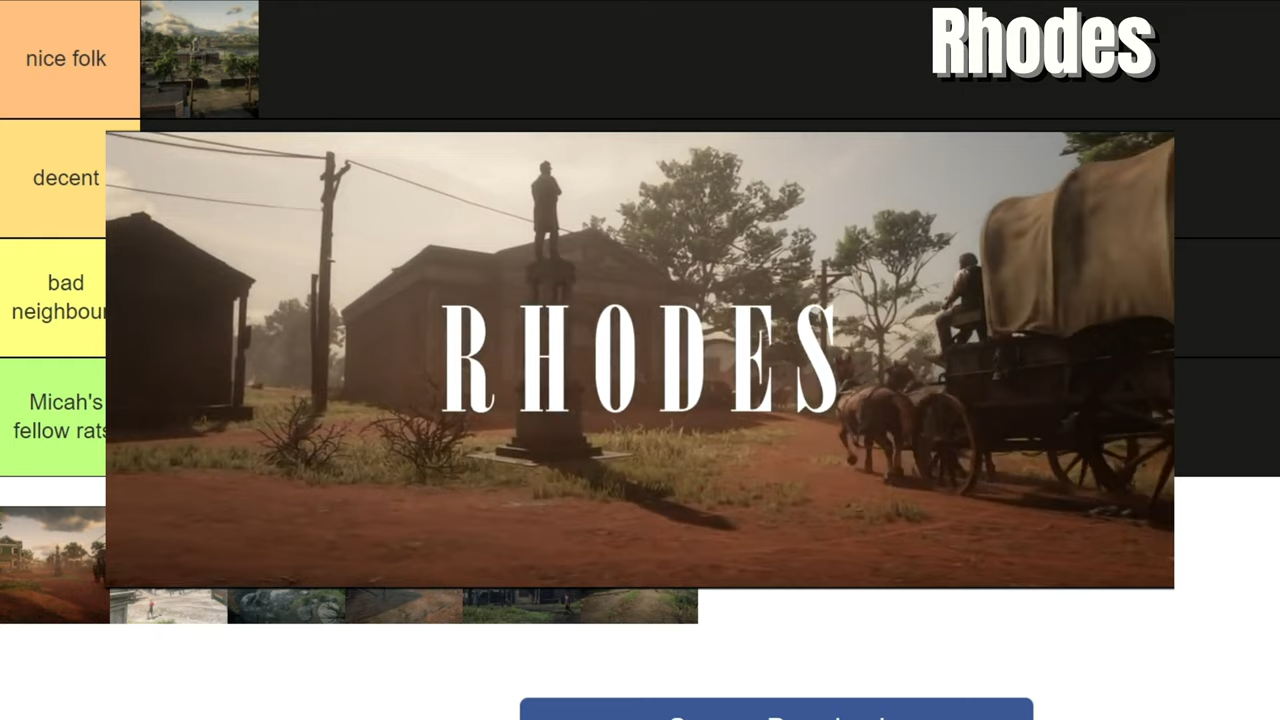 nice folk
Rhodes
decent
RHODES
bad
neighbour
Micah's
fellow rats